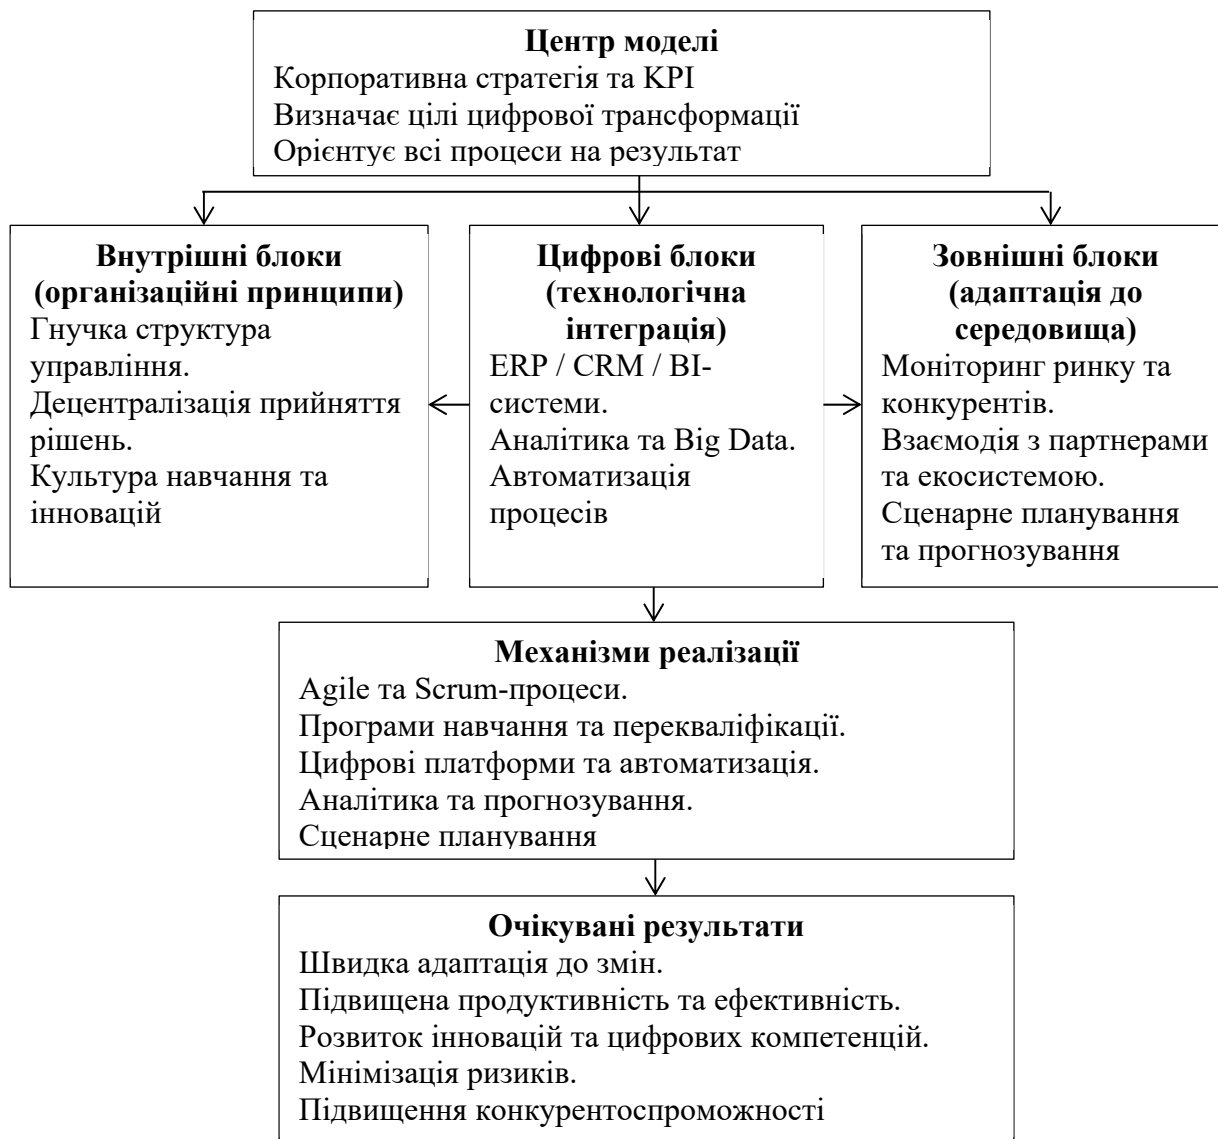 Центр моделі
Корпоративна стратегія та KPI
Визначає цілі цифрової трансформації
Орієнтує всі процеси на результат
Внутрішні блоки
(організаційні принципи)
Гнучка структура
управління.
Децентралізація прийняття
рішень.
Культура навчання та
інновацій
Цифрові блоки
(технологічна
інтеграція)
ERP / CRM / BI-
системи.
Аналітика та Big Data.
Автоматизація
процесів
Зовнішні блоки
(адаптація до
середовища)
Моніторинг ринку та
конкурентів.
Взаємодія з партнерами
та екосистемою.
Сценарне планування
та прогнозування
Механізми реалізації
Agile та Scrum-процеси.
Програми навчання та перекваліфікації.
Цифрові платформи та автоматизація.
Аналітика та прогнозування.
Сценарне планування
Очікувані результати
Швидка адаптація до змін.
Підвищена продуктивність та ефективність.
Розвиток інновацій та цифрових компетенцій.
Мінімізація ризиків.
Підвищення конкурентоспроможності